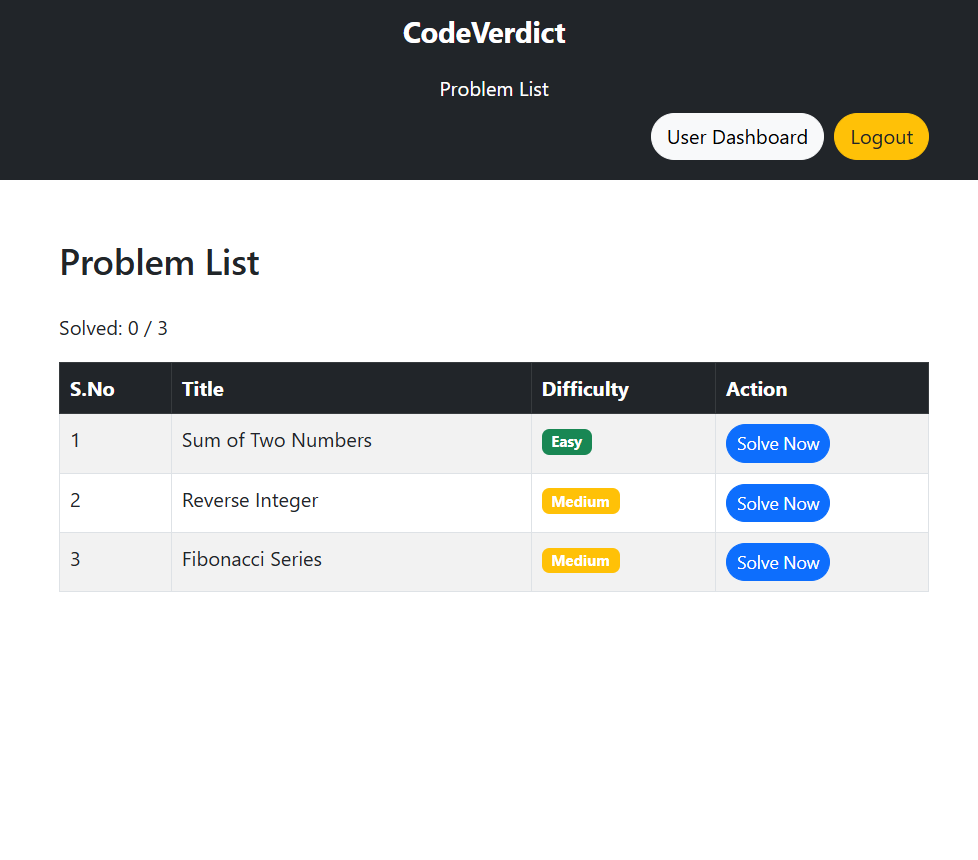 CodeVerdict
Problem List
User Dashboard Logout
Problem List
Solved: 0 / 3
S.No Title Difficulty Action
1 Sum of Two Numbers Easy Solve Now
2 Reverse Integer Medium Solve Now
3 Fibonacci Series Medium Solve Now